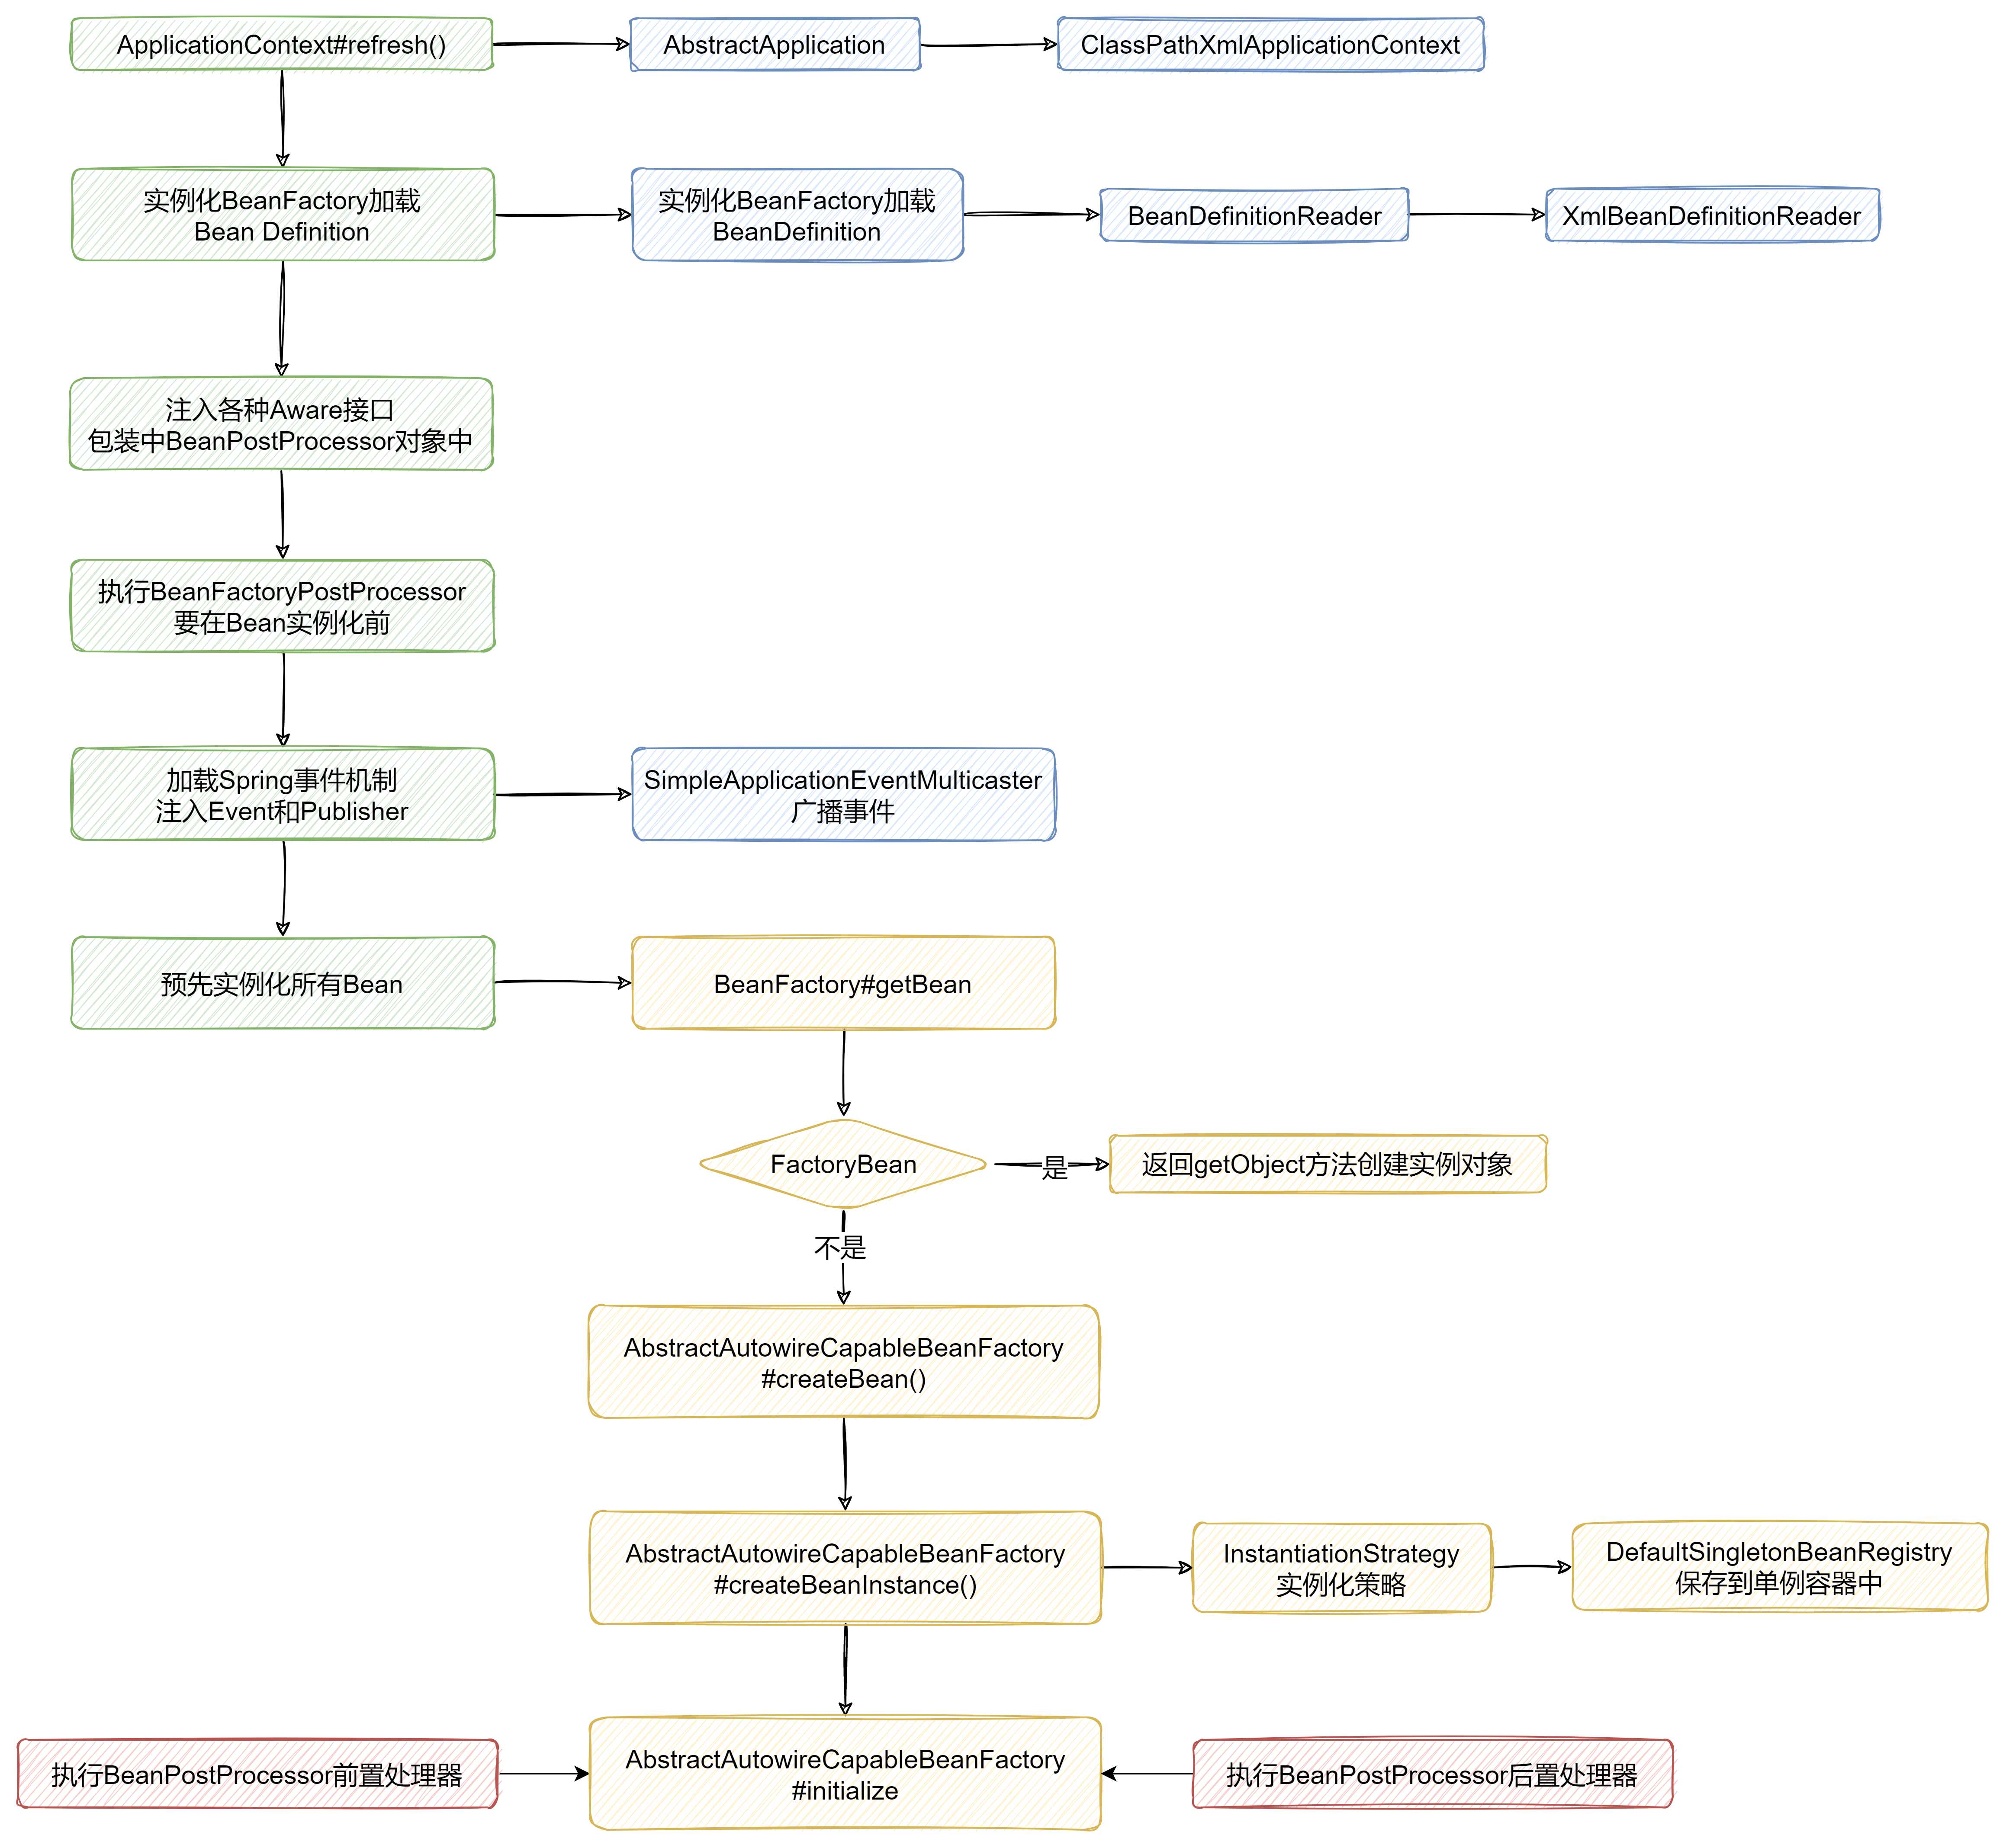 ApplicationContext#refresh()
AbstractApplication
ClassPathXmlApplicationContext
实例化BeanFactory加载
Bean Definition
实例化BeanFactory加载
BeanDefinition
BeanDefinitionReader
XmlBeanDefinitionReader
注入各种Aware接口
包装中BeanPostProcessor对象中
执行BeanFactoryPostProcessor
要在Bean实例化前
加载Spring事件机制
注入Event和Publisher
SimpleApplicationEventMulticaster
广播事件
预先实例化所有Bean
BeanFactory#getBean
FactoryBean
是
返回getObject方法创建实例对象
不是
AbstractAutowireCapableBeanFactory
#createBean()
AbstractAutowireCapableBeanFactory
#createBeanInstance()
InstantiationStrategy
实例化策略
DefaultSingletonBeanRegistry
保存到单例容器中
执行BeanPostProcessor前置处理器
AbstractAutowireCapableBeanFactory
#initialize
执行BeanPostProcessor后置处理器